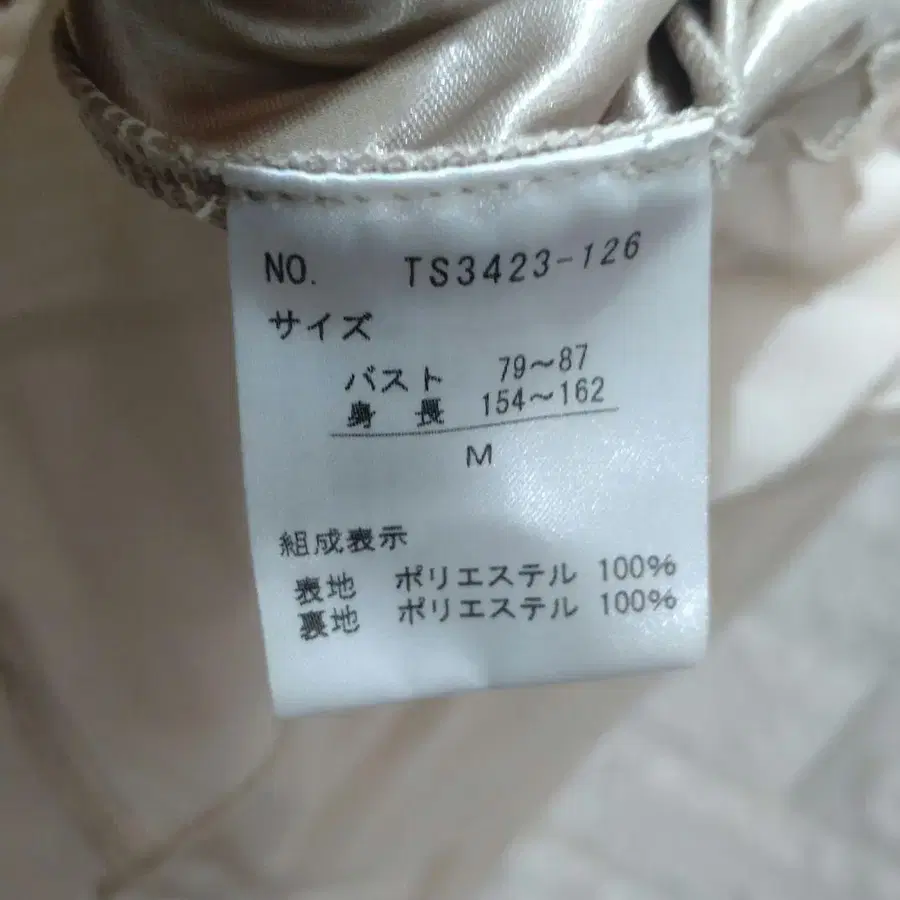 NO. TS3423-126
サイズ
バスト 79～87
身 長 154～162
M
組成表示
表地 ポリエステル 100%
裏地 ポリエステル 100%